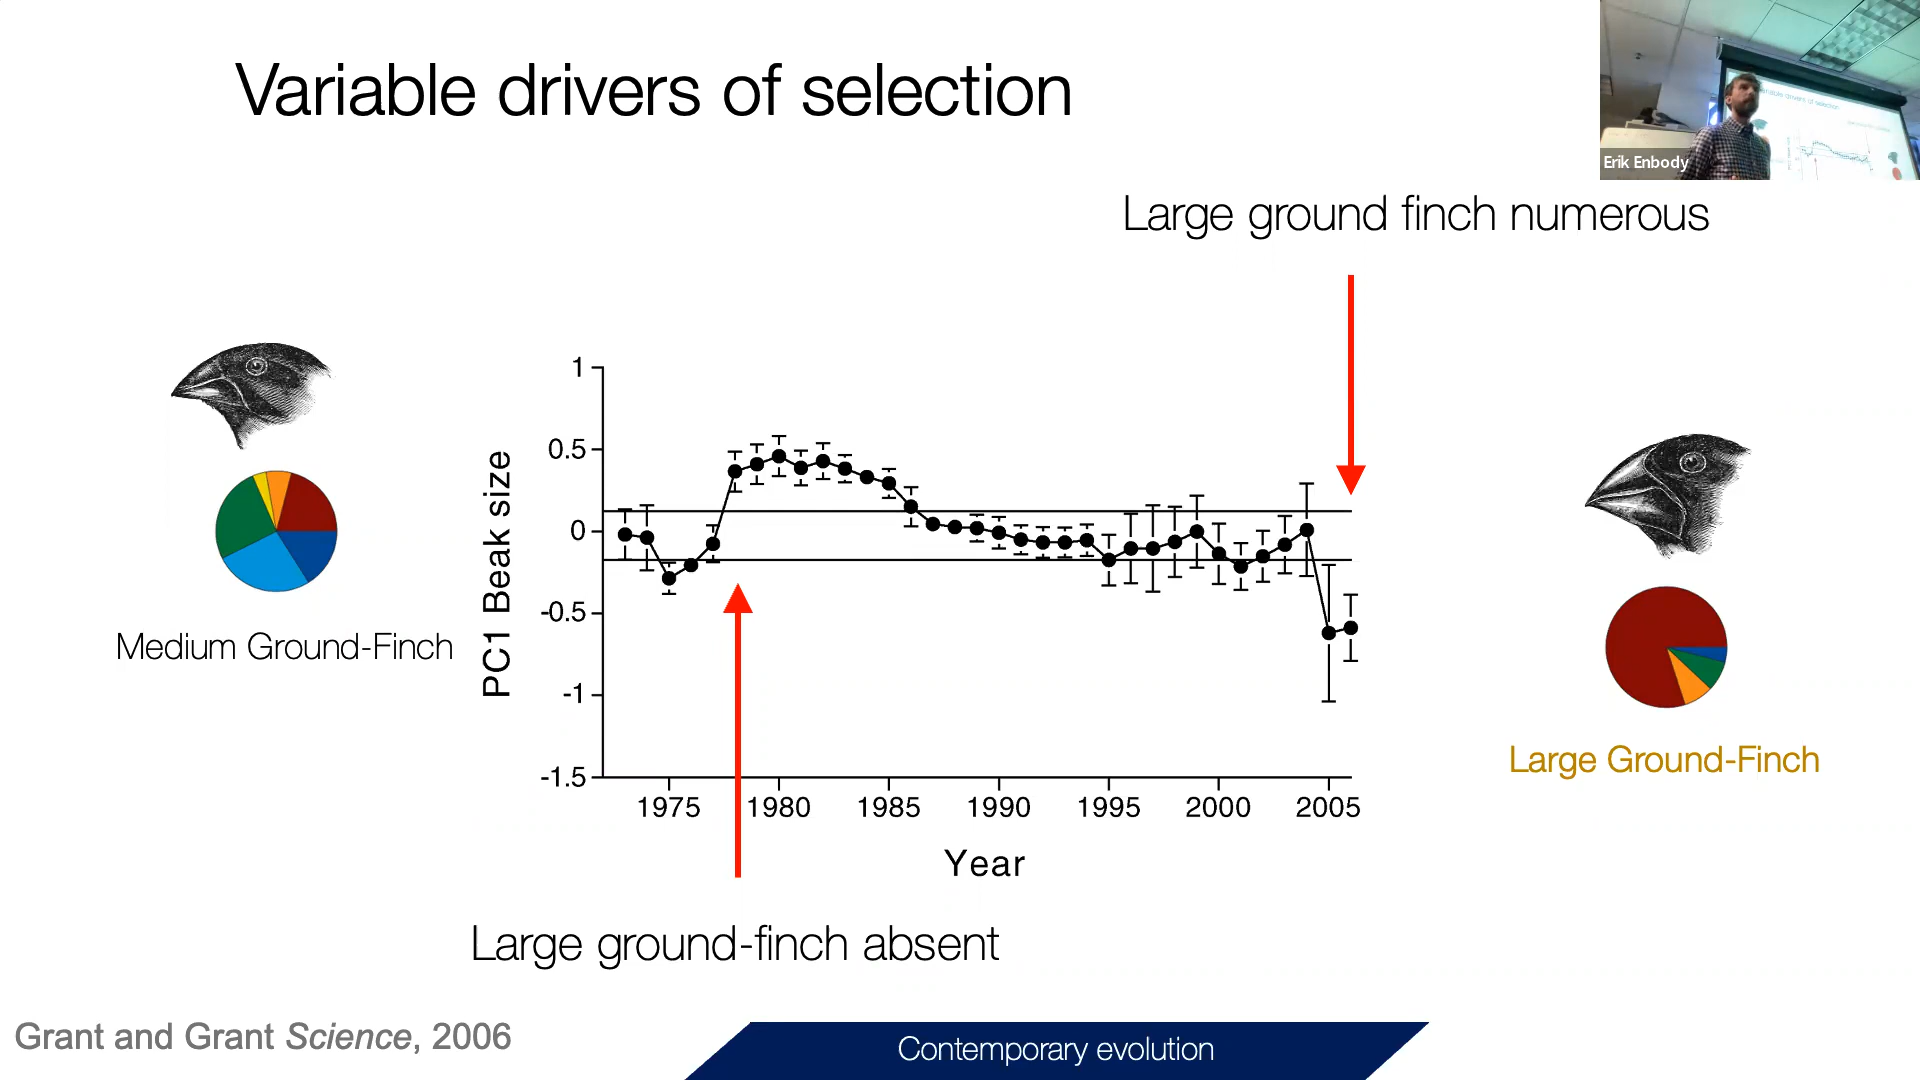 Variable drivers of selection
Erik Enbody
Large ground finch numerous
Medium Ground-Finch
PC1 Beak size
1
0.5
0
-0.5
-1
-1.5
1975 1980 1985 1990 1995 2000 2005
Year
Large Ground-Finch
Large ground-finch absent
Grant and Grant Science, 2006
Contemporary evolution